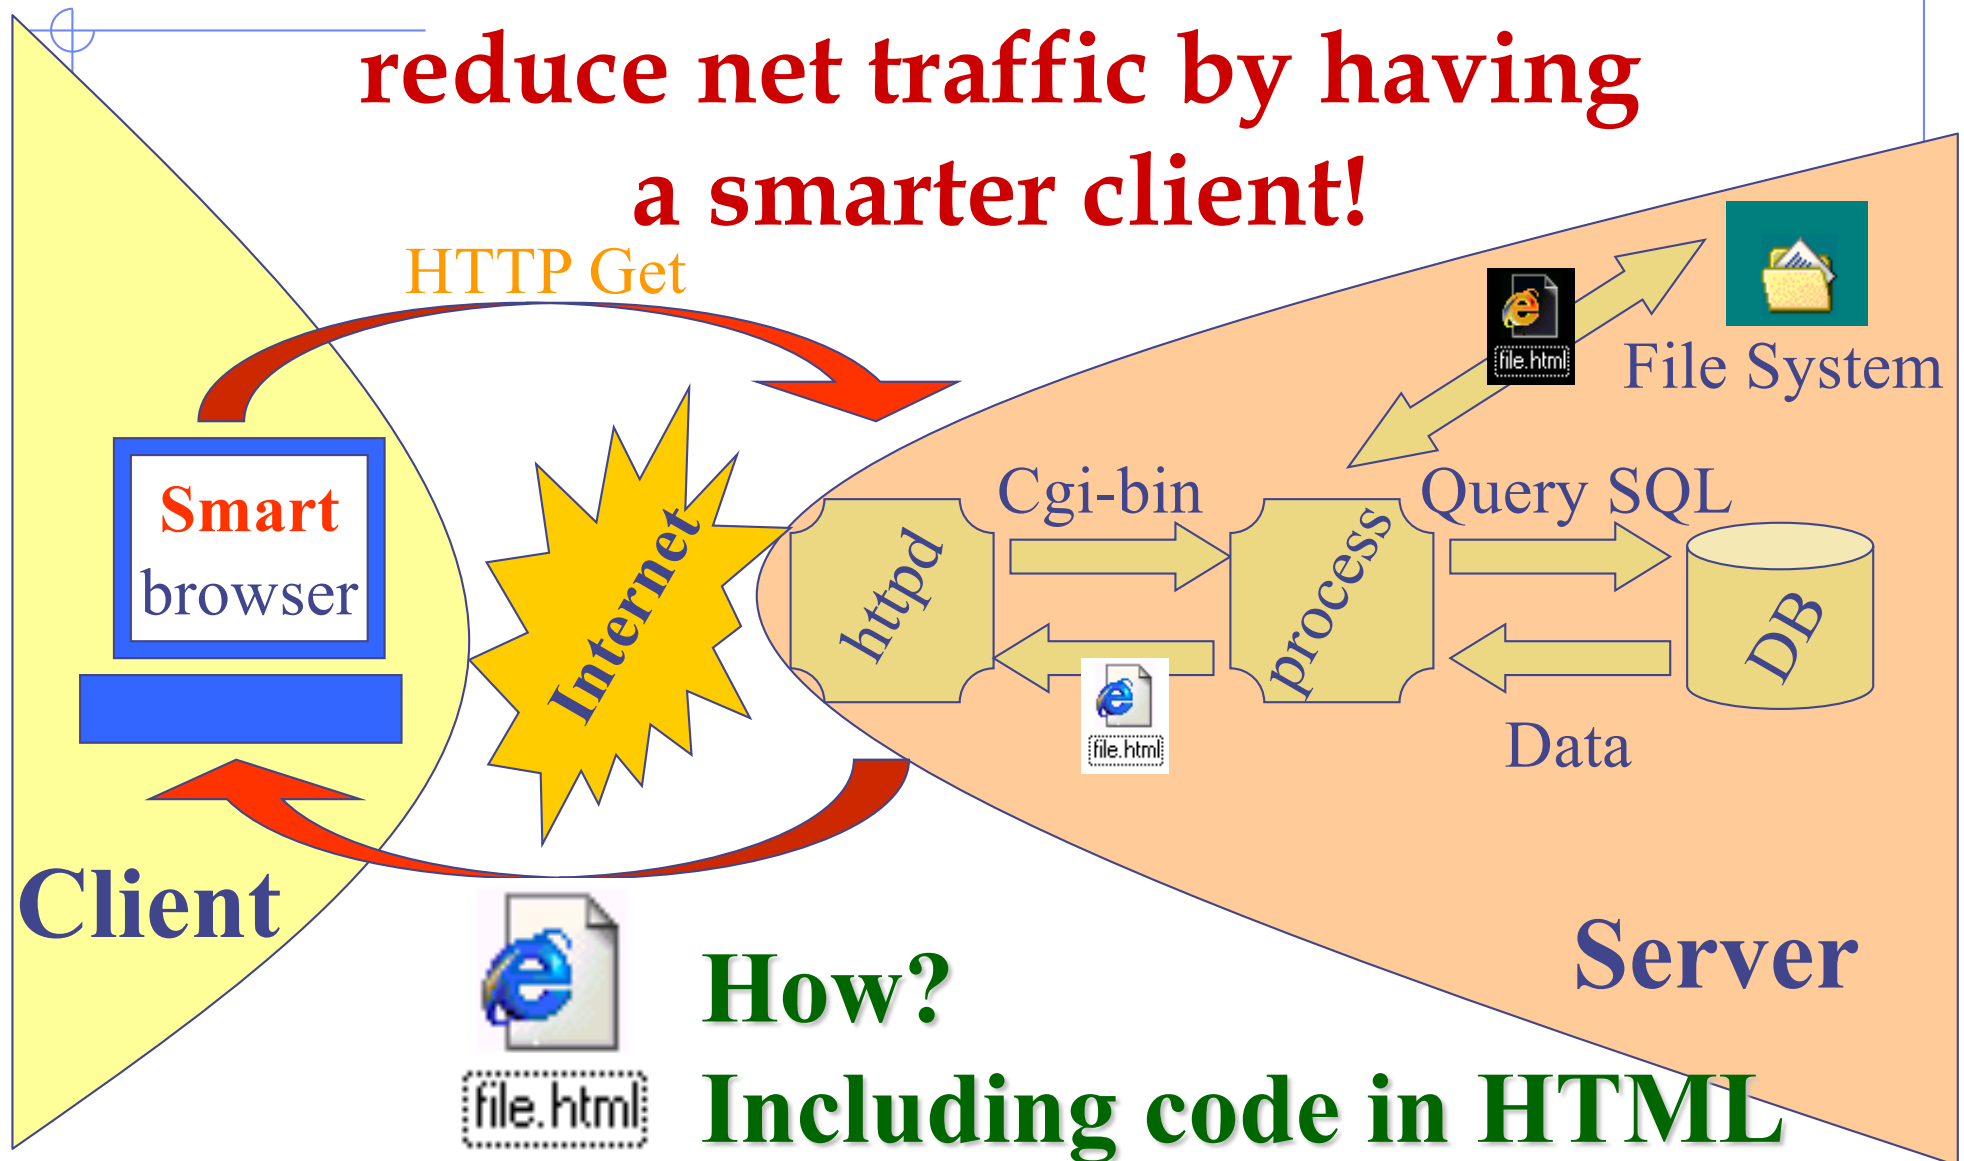 reduce net traffic by having
a smarter client!
HTTP Get
file.html
File System
Smart
browser
Internet
httpd
Cgi-bin
process
Query SQL
DB
file.html
Data
Client
Server
file.html
How?
Including code in HTML